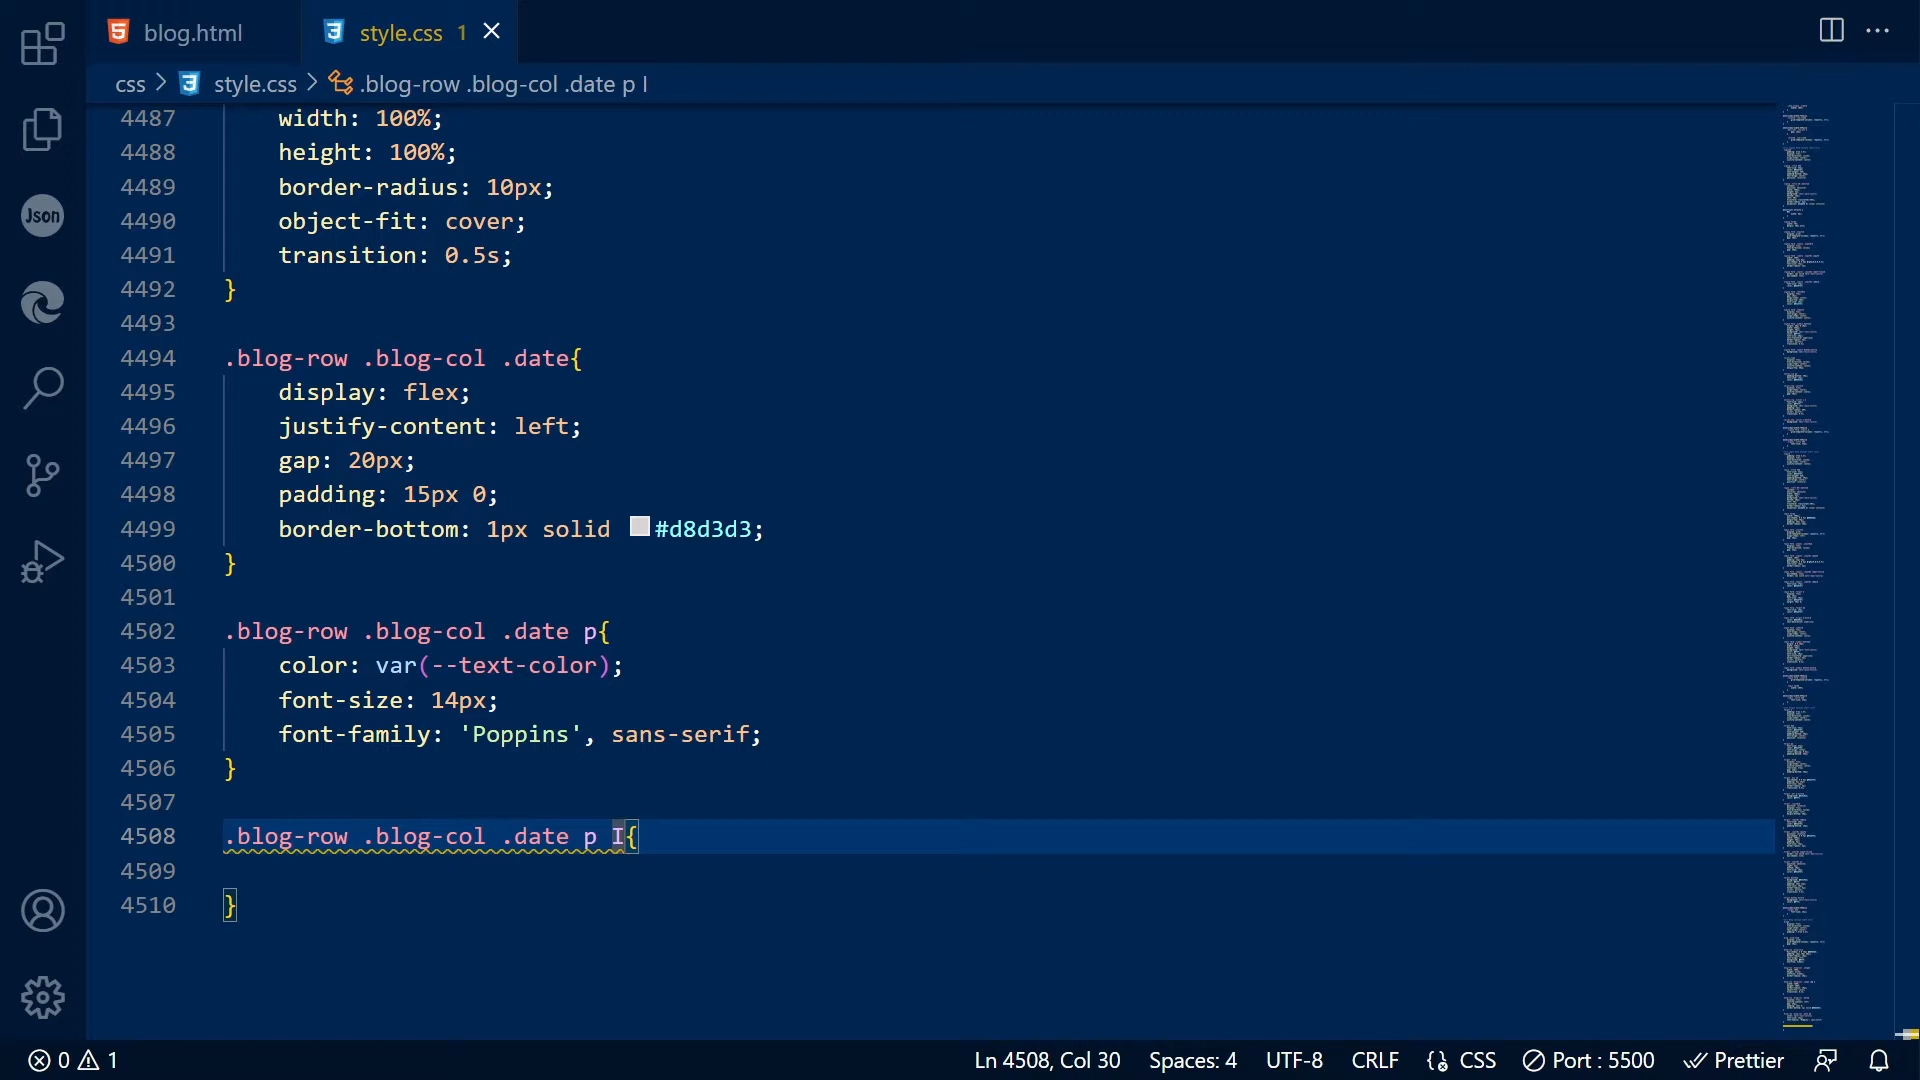 blog.html
style.css 1
css > style.css > .blog-row .blog-col .date p I
4487 width: 100%;
4488 height: 100%;
4489 border-radius: 10px;
4490 object-fit: cover;
4491 transition: 0.5s;
4492 }
4493
4494 .blog-row .blog-col .date{
4495 display: flex;
4496 justify-content: left;
4497 gap: 20px;
4498 padding: 15px 0;
4499 border-bottom: 1px solid #d8d3d3;
4500 }
4501
4502 .blog-row .blog-col .date p{
4503 color: var(--text-color);
4504 font-size: 14px;
4505 font-family: 'Poppins', sans-serif;
4506 }
4507
4508 .blog-row .blog-col .date p I{
4509
4510 }
Json
0 1 Ln 4508, Col 30 Spaces: 4 UTF-8 CRLF CSS Port : 5500 Prettier